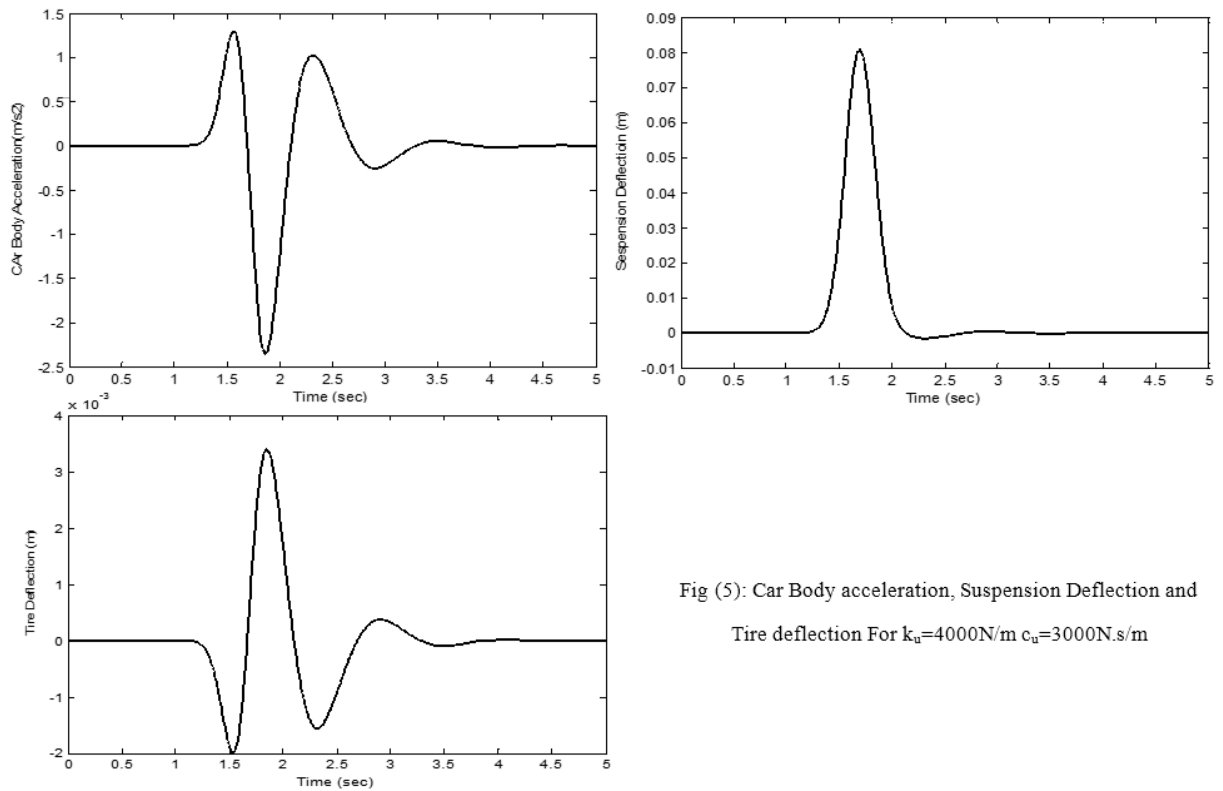 1.5
1
0.5
0
-0.5
-1
-1.5
-2
-2.5
CAr Body Acceleration(m/s2)
0 0.5 1 1.5 2 2.5 3 3.5 4 4.5 5
Time (sec)
0.09
0.08
0.07
0.06
0.05
0.04
0.03
0.02
0.01
0
-0.01
Sespension Deflectioin (m)
0 0.5 1 1.5 2 2.5 3 3.5 4 4.5 5
Time (sec)
x 10⁻³
4
3
2
1
0
-1
-2
Tire Deflection (m)
0 0.5 1 1.5 2 2.5 3 3.5 4 4.5 5
Time (sec)
Fig (5): Car Body acceleration, Suspension Deflection and
Tire deflection For kᵤ=4000N/m cᵤ=3000N.s/m